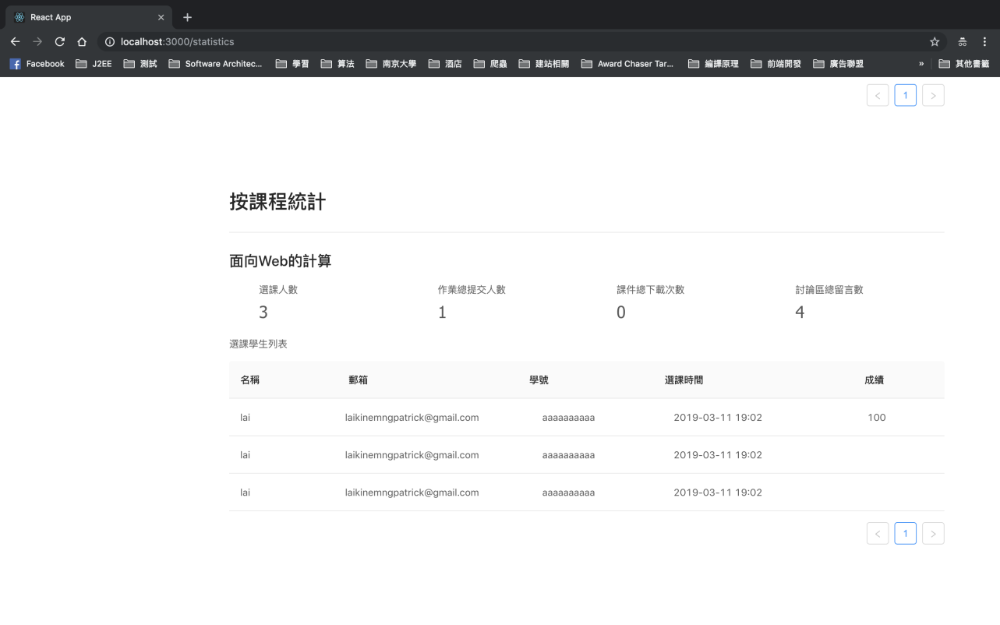 React App
localhost:3000/statistics
Facebook J2EE 測試 Software Architec... 學習 算法 南京大學 酒店 爬蟲 建站相關 Award Chaser Tar... 編譯原理 前端開發 廣告聯盟 » 其他書籤
< 1 >
按課程統計
面向Web的計算
選課人數 作業總提交人數 課件總下載次數 討論區總留言數
3 1 0 4
選課學生列表
名稱 郵箱 學號 選課時間 成績
lai laikinemngpatrick@gmail.com aaaaaaaaaa 2019-03-11 19:02 100
lai laikinemngpatrick@gmail.com aaaaaaaaaa 2019-03-11 19:02
lai laikinemngpatrick@gmail.com aaaaaaaaaa 2019-03-11 19:02
< 1 >